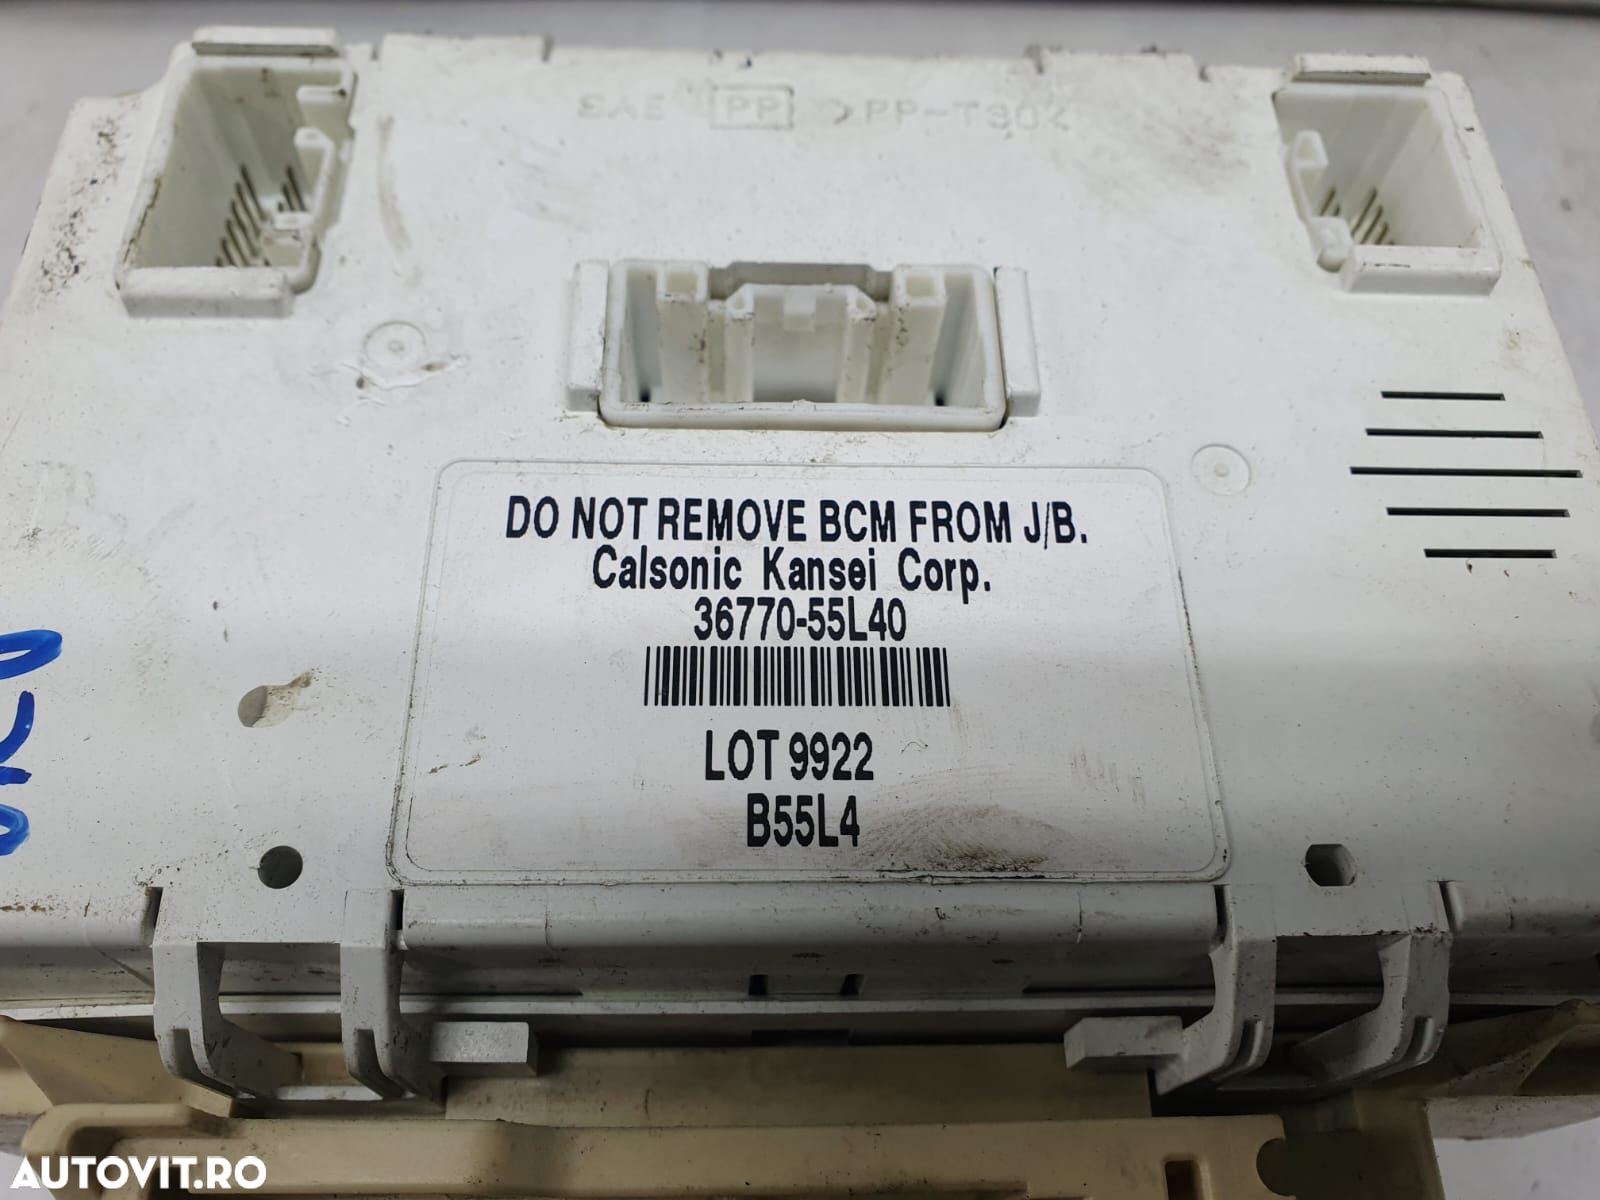 PP >PP-T30<
DO NOT REMOVE BCM FROM J/B.
Calsonic Kansei Corp.
36770-55L40
LOT 9922
B55L4
AUTOVIT.RO